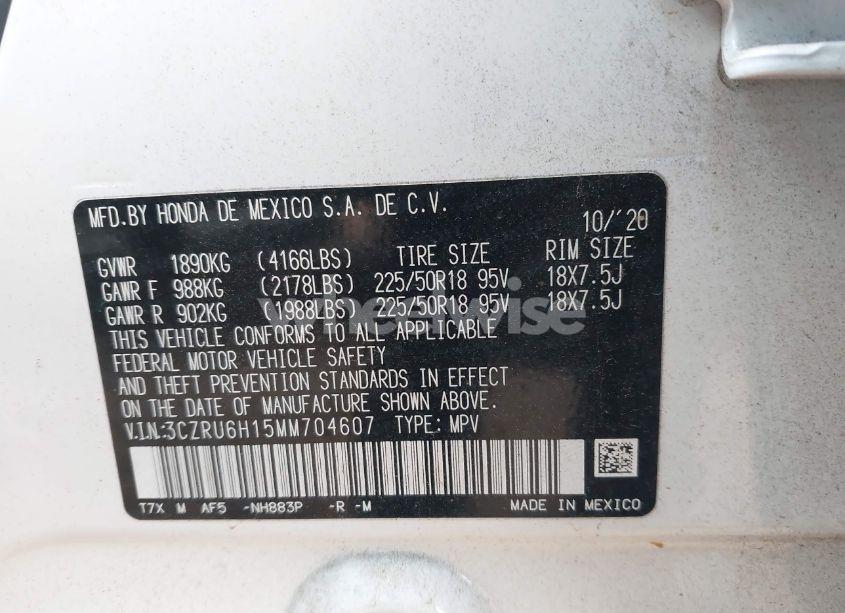 MFD.BY HONDA DE MEXICO S.A. DE C.V. 10/'20
GVWR 1890KG (4166LBS) TIRE SIZE RIM SIZE
GAWR F 988KG (2178LBS) 225/50R18 95V 18X7.5J
GAWR R 902KG (1988LBS) 225/50R18 95V 18X7.5J
THIS VEHICLE CONFORMS TO ALL APPLICABLE
FEDERAL MOTOR VEHICLE SAFETY
AND THEFT PREVENTION STANDARDS IN EFFECT
ON THE DATE OF MANUFACTURE SHOWN ABOVE.
V.I.N:3CZRU6H15MM704607 TYPE: MPV
T7X M AF5 -NH883P -R -M MADE IN MEXICO
wheelwise